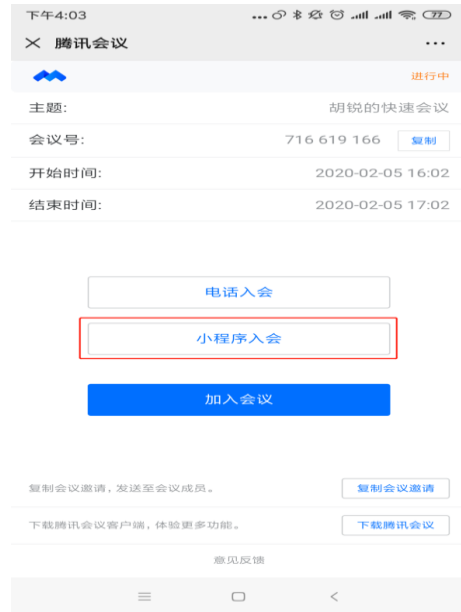 下午4:03
77
腾讯会议
进行中
主题: 胡锐的快速会议
会议号: 716 619 166 复制
开始时间: 2020-02-05 16:02
结束时间: 2020-02-05 17:02
电话入会
小程序入会
加入会议
复制会议邀请，发送至会议成员。 复制会议邀请
下载腾讯会议客户端，体验更多功能。 下载腾讯会议
意见反馈